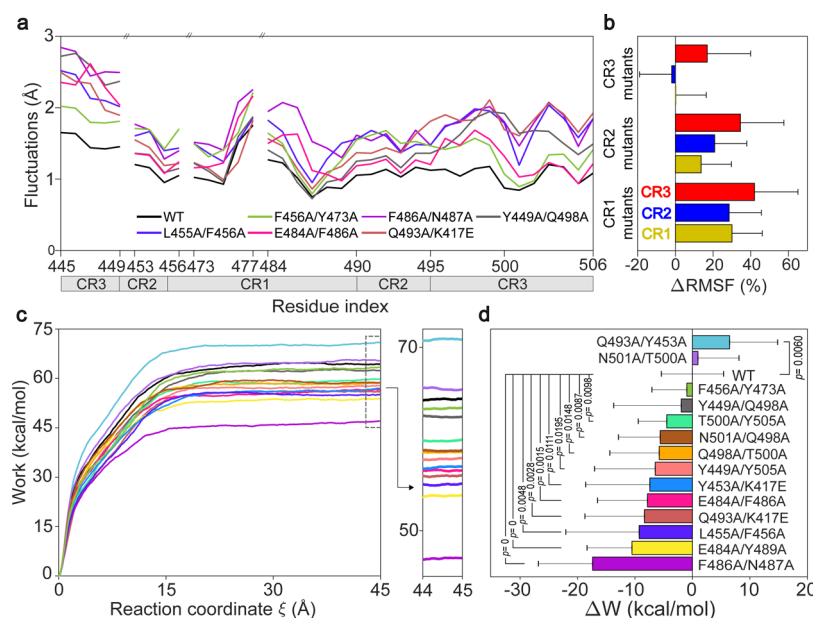 a
3
2
1
0
Fluctuations (Å)
WT
F456A/Y473A
F486A/N487A
Y449A/Q498A
L455A/F456A
E484A/F486A
Q493A/K417E
445 449 453 456 473 477 484 490 495 500 506
CR3 CR2 CR1 CR2 CR3
Residue index
b
CR3 mutants
CR2 mutants
CR1 mutants
CR3
CR2
CR1
-20 0 20 40 60
ΔRMSF (%)
c
75
60
45
30
15
0
Work (kcal/mol)
0 15 30 45
Reaction coordinate ξ (Å)
70
50
44 45
d
Q493A/Y453A
N501A/T500A
WT
F456A/Y473A
Y449A/Q498A
T500A/Y505A
N501A/Q498A
Q498A/T500A
Y449A/Y505A
Y453A/K417E
E484A/F486A
Q493A/K417E
L455A/F456A
E484A/Y489A
F486A/N487A
p= 0.0060
p= 0
p= 0
p= 0.0048
p= 0.0028
p= 0.0015
p= 0.0111
p= 0.0195
p= 0.0148
p= 0.0087
p= 0.0098
-30 -20 -10 0 10 20
ΔW (kcal/mol)